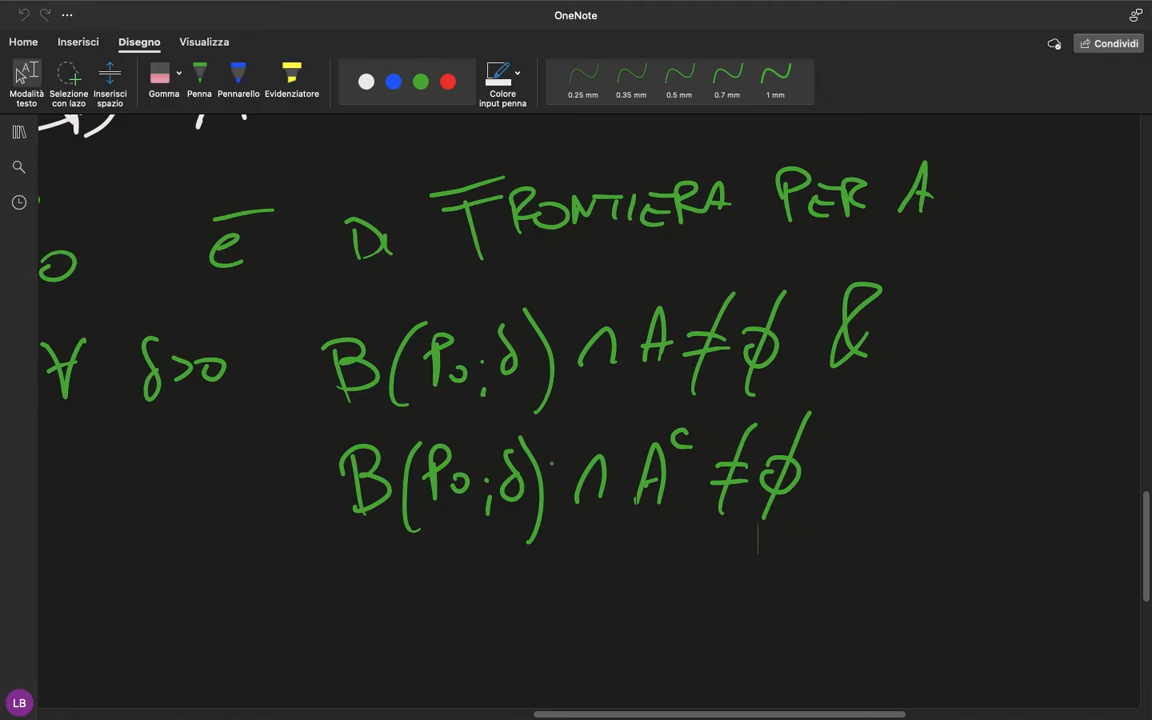 OneNote
Home Inserisci Disegno Visualizza
Condividi
Modalità testo
Selezione con lazo
Inserisci spazio
Gomma
Penna
Pennarello
Evidenziatore
Colore input penna
0.25 mm 0.35 mm 0.5 mm 0.7 mm 1 mm
o è DI FRONTIERA PER A
∀ δ>0 B(P₀;δ) ∩ A ≠ ∅ &
B(P₀;δ) ∩ Aᶜ ≠ ∅
LB